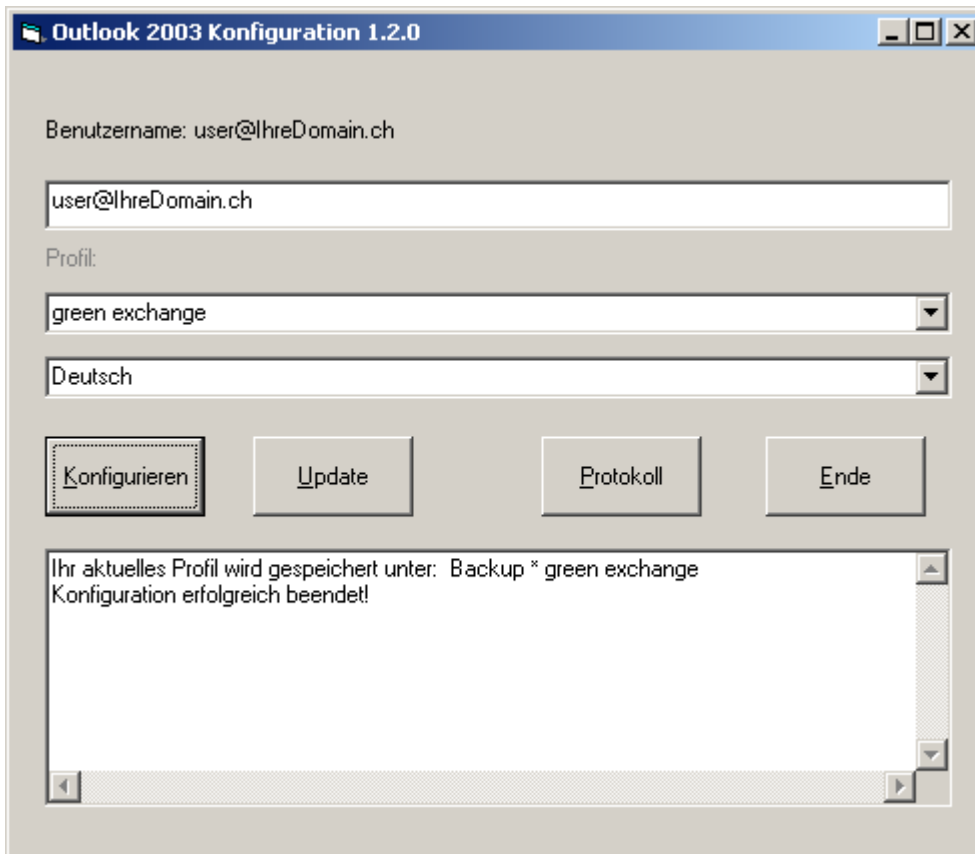 Outlook 2003 Konfiguration 1.2.0
Benutzername: user@IhreDomain.ch
user@IhreDomain.ch
Profil:
green exchange
Deutsch
Konfigurieren Update Protokoll Ende
Ihr aktuelles Profil wird gespeichert unter:  Backup * green exchange
Konfiguration erfolgreich beendet!